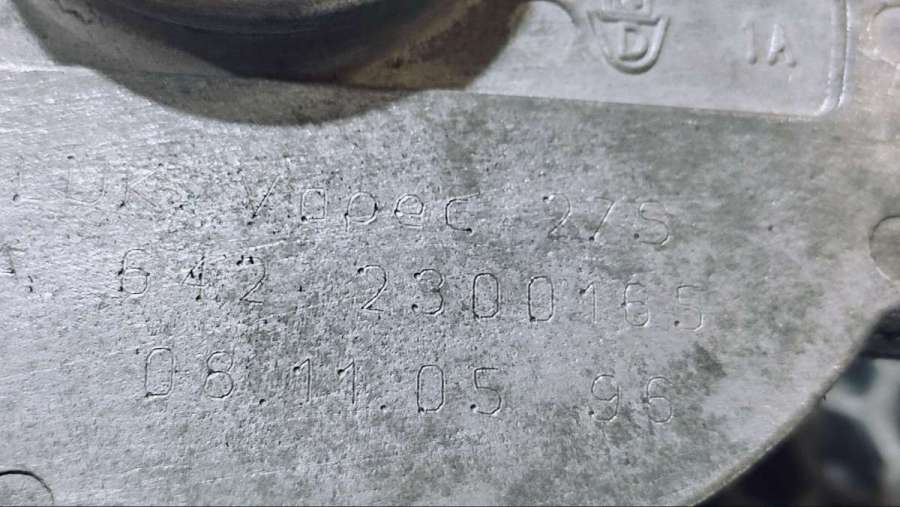 D 1A
LUK Vapec 27S
A 642 2300165
08.11.05 96